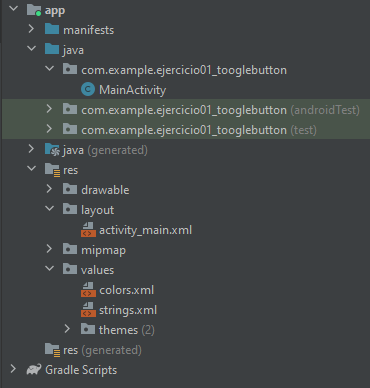 app
manifests
java
com.example.ejercicio01_tooglebutton
MainActivity
com.example.ejercicio01_tooglebutton (androidTest)
com.example.ejercicio01_tooglebutton (test)
java (generated)
res
drawable
layout
activity_main.xml
mipmap
values
colors.xml
strings.xml
themes (2)
res (generated)
Gradle Scripts